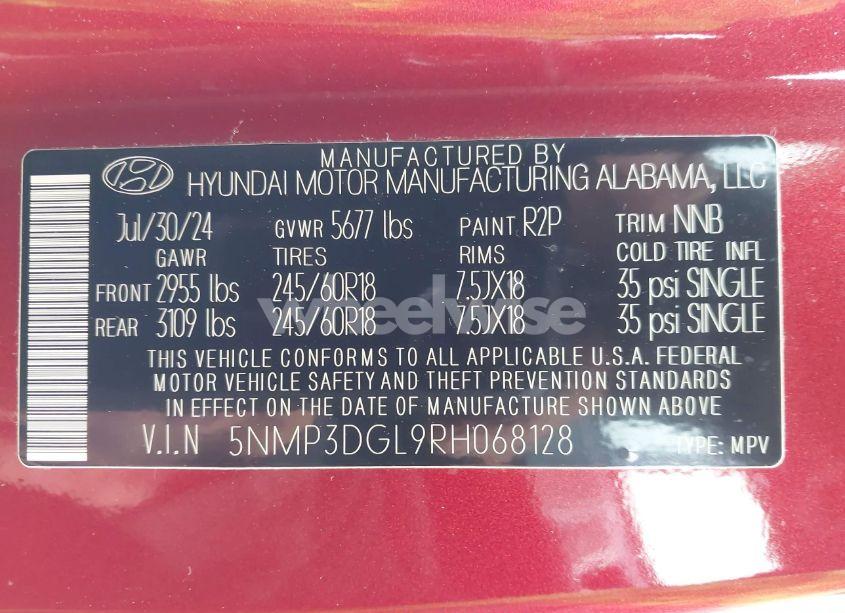 MANUFACTURED BY
HYUNDAI MOTOR MANUFACTURING ALABAMA, LLC
Jul/30/24 GVWR 5677 lbs PAINT R2P TRIM NNB
GAWR TIRES RIMS COLD TIRE INFL
FRONT 2955 lbs 245/60R18 7.5JX18 35 psi SINGLE
wheelwise
REAR 3109 lbs 245/60R18 7.5JX18 35 psi SINGLE
THIS VEHICLE CONFORMS TO ALL APPLICABLE U.S.A. FEDERAL
MOTOR VEHICLE SAFETY AND THEFT PREVENTION STANDARDS
IN EFFECT ON THE DATE OF MANUFACTURE SHOWN ABOVE
V.I.N 5NMP3DGL9RH068128 TYPE: MPV